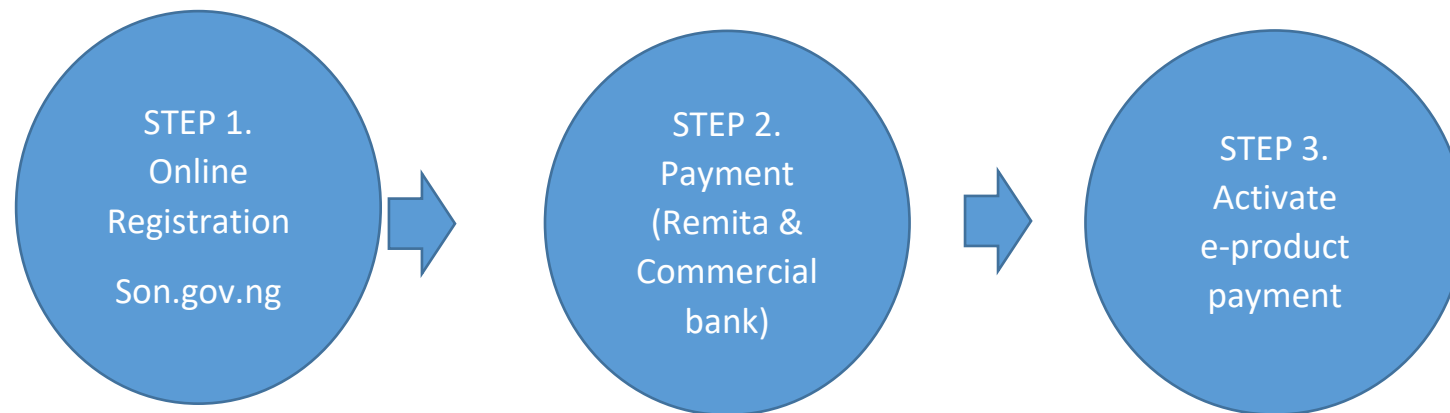 STEP 1.
Online
Registration
Son.gov.ng
STEP 2.
Payment
(Remita &
Commercial
bank)
STEP 3.
Activate
e-product
payment